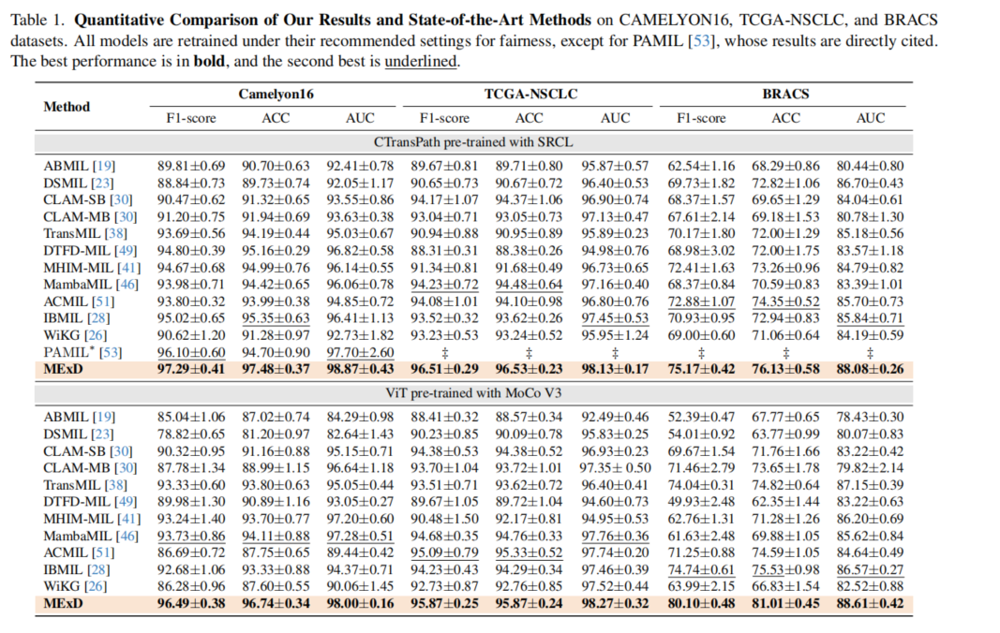 Table 1. Quantitative Comparison of Our Results and State-of-the-Art Methods on CAMELYON16, TCGA-NSCLC, and BRACS
datasets. All models are retrained under their recommended settings for fairness, except for PAMIL [53], whose results are directly cited.
The best performance is in bold, and the second best is underlined.
Method Camelyon16 TCGA-NSCLC BRACS
F1-score ACC AUC F1-score ACC AUC F1-score ACC AUC
CTransPath pre-trained with SRCL
ABMIL [19] 89.81±0.69 90.70±0.63 92.41±0.78 89.67±0.81 89.71±0.80 95.87±0.57 62.54±1.16 68.29±0.86 80.44±0.80
DSMIL [23] 88.84±0.73 89.73±0.74 92.05±1.17 90.65±0.73 90.67±0.72 96.40±0.53 69.73±1.82 72.82±1.06 86.70±0.43
CLAM-SB [30] 90.47±0.62 91.32±0.65 93.55±0.86 94.17±1.07 94.37±1.06 96.90±0.74 68.37±1.57 69.65±1.29 84.04±0.61
CLAM-MB [30] 91.20±0.75 91.94±0.69 93.63±0.38 93.04±0.71 93.05±0.73 97.13±0.47 67.61±2.14 69.18±1.53 80.78±1.30
TransMIL [38] 93.69±0.56 94.19±0.44 95.03±0.67 90.94±0.88 90.95±0.89 95.89±0.23 70.17±1.80 72.00±1.29 85.18±0.56
DTFD-MIL [49] 94.80±0.39 95.16±0.29 96.82±0.58 88.31±0.31 88.38±0.26 94.98±0.76 68.98±3.02 72.00±1.75 83.57±1.18
MHIM-MIL [41] 94.67±0.68 94.99±0.76 96.14±0.55 91.34±0.81 91.68±0.49 96.73±0.65 72.41±1.63 73.26±0.96 84.79±0.82
MambaMIL [46] 93.98±0.71 94.42±0.65 96.06±0.78 94.23±0.72 94.48±0.64 97.16±0.40 68.37±0.84 70.59±0.83 83.39±1.01
ACMIL [51] 93.80±0.32 93.99±0.38 94.85±0.72 94.08±1.01 94.10±0.98 96.80±0.76 72.88±1.07 74.35±0.52 85.70±0.73
IBMIL [28] 95.02±0.65 95.35±0.63 96.41±1.13 93.52±0.32 93.62±0.26 97.45±0.53 70.93±0.95 72.94±0.83 85.84±0.71
WiKG [26] 90.62±1.20 91.28±0.97 92.73±1.82 93.23±0.53 93.24±0.52 95.95±1.24 69.00±0.60 71.06±0.64 84.19±0.59
PAMIL* [53] 96.10±0.60 94.70±0.90 97.70±2.60 ‡ ‡ ‡ ‡ ‡ ‡
MExD 97.29±0.41 97.48±0.37 98.87±0.43 96.51±0.29 96.53±0.23 98.13±0.17 75.17±0.42 76.13±0.58 88.08±0.26
ViT pre-trained with MoCo V3
ABMIL [19] 85.04±1.06 87.02±0.74 84.29±0.98 88.41±0.32 88.57±0.34 92.49±0.46 52.39±0.47 67.77±0.65 78.43±0.30
DSMIL [23] 78.82±0.65 81.20±0.97 82.64±1.43 90.23±0.85 90.09±0.78 95.83±0.25 54.01±0.92 63.77±0.99 80.07±0.83
CLAM-SB [30] 90.32±0.95 91.16±0.88 95.15±0.71 94.38±0.53 94.38±0.52 96.93±0.23 69.67±1.54 71.76±1.66 83.22±0.42
CLAM-MB [30] 87.78±1.34 88.99±1.15 96.64±1.18 93.70±1.04 93.72±1.01 97.35± 0.50 71.46±2.79 73.65±1.78 79.82±2.14
TransMIL [38] 93.33±0.60 93.80±0.63 95.05±0.44 93.51±0.71 93.62±0.72 96.40±0.41 74.04±0.31 74.82±0.64 87.15±0.39
DTFD-MIL [49] 89.98±1.30 90.89±1.16 93.05±0.27 89.67±1.05 89.72±1.04 94.60±0.73 49.93±2.48 62.35±1.44 83.22±0.63
MHIM-MIL [41] 93.24±1.40 93.70±0.77 97.20±0.60 90.48±1.50 92.17±0.81 94.95±0.53 62.76±1.31 71.28±1.26 86.20±0.69
MambaMIL [46] 93.73±0.86 94.11±0.88 97.28±0.51 94.68±0.35 94.76±0.33 97.76±0.36 61.63±2.48 69.88±1.05 85.62±0.84
ACMIL [51] 86.69±0.72 87.75±0.65 89.44±0.42 95.09±0.79 95.33±0.52 97.74±0.20 71.25±0.88 74.59±1.05 84.64±0.49
IBMIL [28] 92.68±1.06 93.33±0.88 94.37±0.71 94.23±0.43 94.29±0.34 97.46±0.39 74.74±0.61 75.53±0.98 86.57±0.27
WiKG [26] 86.28±0.96 87.60±0.55 90.06±1.45 92.73±0.87 92.76±0.85 97.52±0.44 63.99±2.15 66.83±1.54 82.52±0.88
MExD 96.49±0.38 96.74±0.34 98.00±0.16 95.87±0.25 95.87±0.24 98.27±0.32 80.10±0.48 81.01±0.45 88.61±0.42